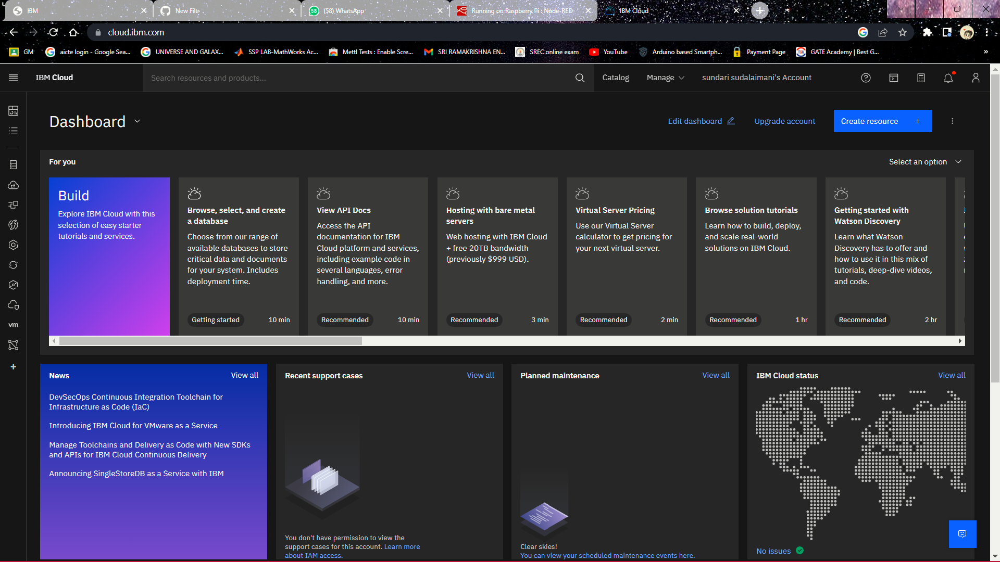 IBM
New File
58
(58) WhatsApp
Running on Raspberry Pi : Node-RED
IBM Cloud
cloud.ibm.com
GM
aicte login - Google Sea...
UNIVERSE AND GALAX...
SSP LAB-MathWorks Ac...
Mettl Tests : Enable Scre...
SRI RAMAKRISHNA EN...
SREC online exam
YouTube
Arduino based Smartph...
Payment Page
GATE Academy | Best G...
»
IBM Cloud
Search resources and products...
Catalog
Manage
sundari sudalaimani's Account
Dashboard
Edit dashboard
Upgrade account
Create resource +
For you
Select an option
Build
Explore IBM Cloud with this
selection of easy starter
tutorials and services.
Browse, select, and create
a database
Choose from our range of
available databases to store
critical data and documents
for your system. Includes
deployment time.
Getting started
10 min
View API Docs
Access the API
documentation for IBM
Cloud platform and services,
including example code in
several languages, error
handling, and more.
Recommended
10 min
Hosting with bare metal
servers
Web hosting with IBM Cloud
+ free 20TB bandwidth
(previously $999 USD).
Recommended
3 min
Virtual Server Pricing
Use our Virtual Server
calculator to get pricing for
your next virtual server.
Recommended
2 min
Browse solution tutorials
Learn how to build, deploy,
and scale real-world
solutions on IBM Cloud.
Recommended
1 hr
Getting started with
Watson Discovery
Learn what Watson
Discovery has to offer and
how to use it in this mix of
tutorials, deep-dive videos,
and code.
Recommended
2 hr
vm
News
View all
DevSecOps Continuous Integration Toolchain for
Infrastructure as Code (IaC)
Introducing IBM Cloud for VMware as a Service
Manage Toolchains and Delivery as Code with New SDKs
and APIs for IBM Cloud Continuous Delivery
Announcing SingleStoreDB as a Service with IBM
Recent support cases
View all
You don't have permission to view the
support cases for this account. Learn more
about IAM access.
Planned maintenance
View all
Clear skies!
You can view your scheduled maintenance events here.
IBM Cloud status
View all
No issues